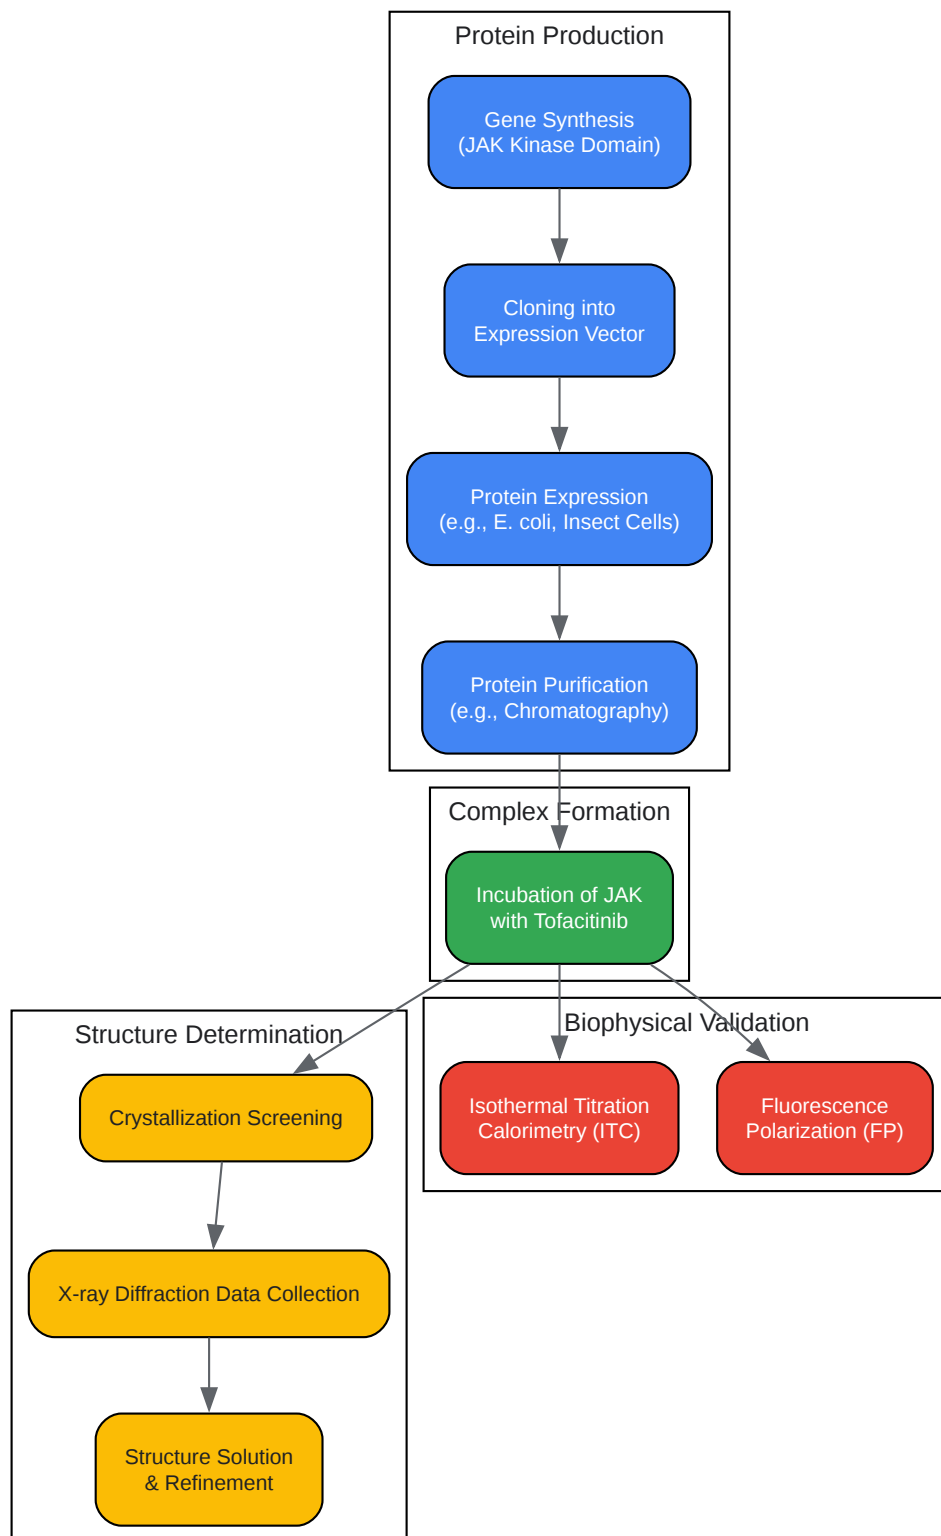 Protein Production
Gene Synthesis
(JAK Kinase Domain)
Cloning into
Expression Vector
Protein Expression
(e.g., E. coli, Insect Cells)
Protein Purification
(e.g., Chromatography)
Complex Formation
Incubation of JAK
with Tofacitinib
Structure Determination
Crystallization Screening
X-ray Diffraction Data Collection
Structure Solution
& Refinement
Biophysical Validation
Isothermal Titration
Calorimetry (ITC)
Fluorescence
Polarization (FP)